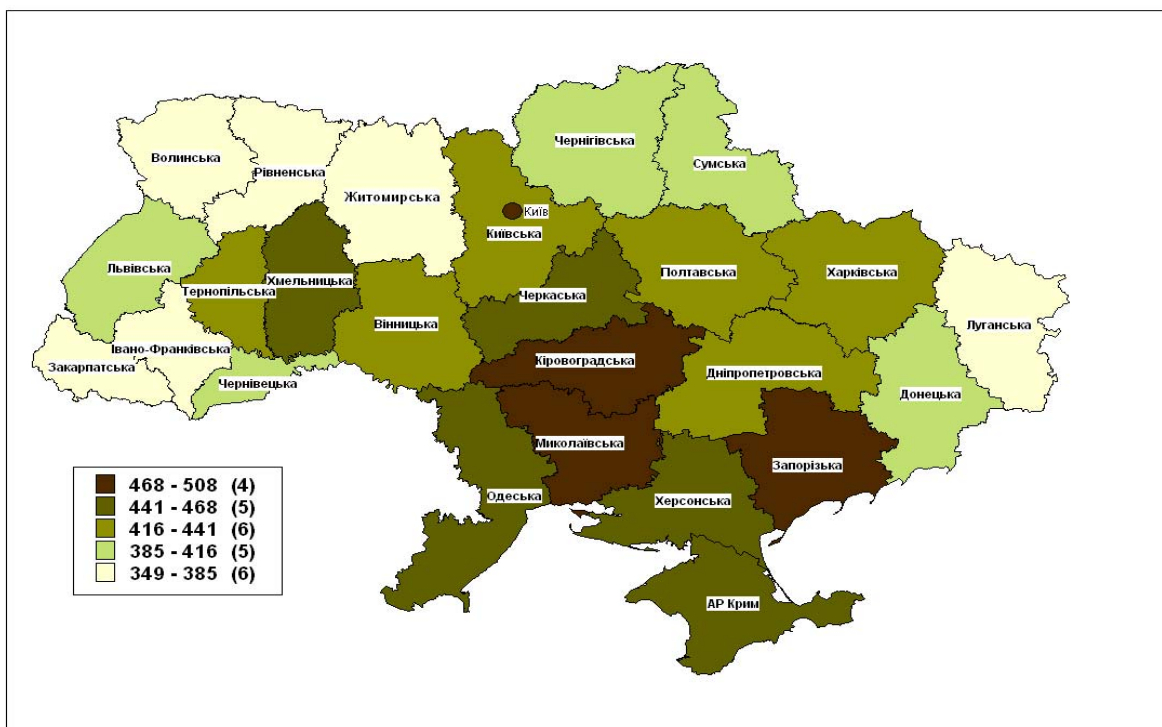 Чернігівська
Сумська
Волинська
Рівненська
Житомирська
Київ
Київська
Львівська
Тернопільська
Хмельницька
Полтавська
Харківська
Черкаська
Вінницька
Луганська
Івано-Франківська
Закарпатська
Чернівецька
Кіровоградська
Дніпропетровська
Донецька
Миколаївська
Запорізька
Одеська
Херсонська
АР Крим
468 - 508 (4)
441 - 468 (5)
416 - 441 (6)
385 - 416 (5)
349 - 385 (6)